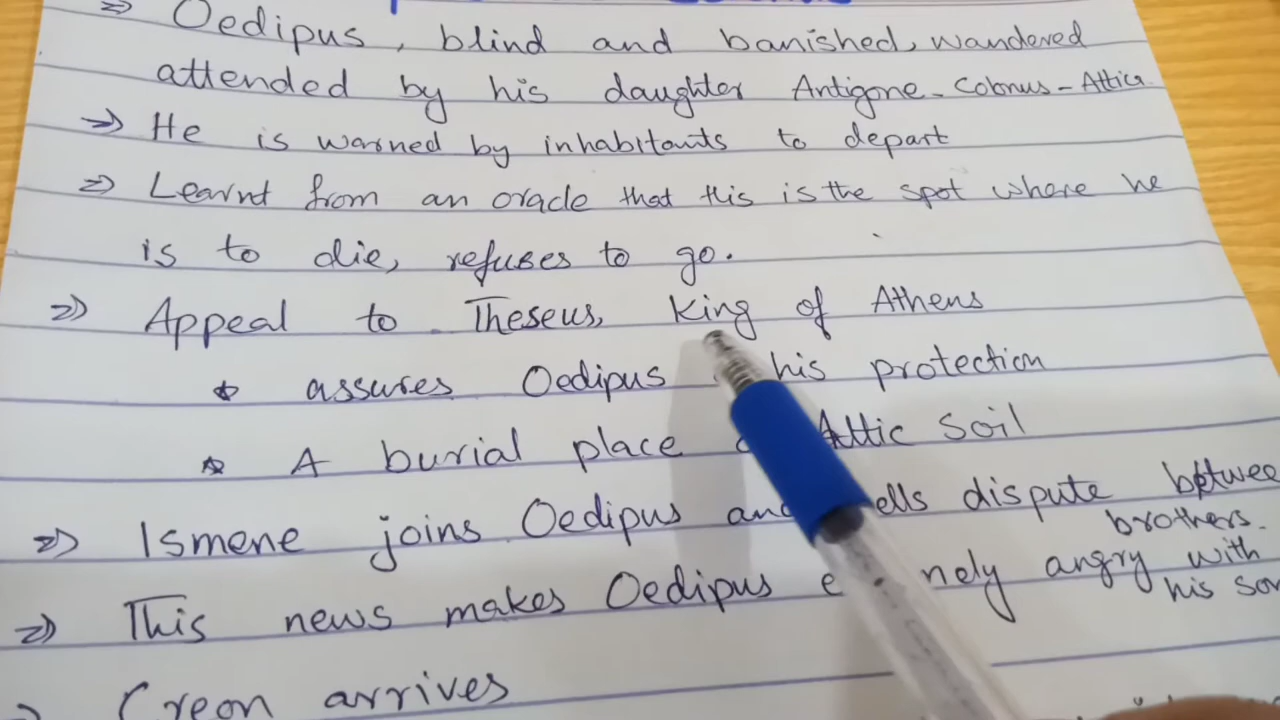 ⇒ Oedipus, blind and banished, wandered
attended by his daughter Antigone - Colonus - Attica
⇒ He is warned by inhabitants to depart
⇒ Learnt from an oracle that this is the spot where he
is to die, refuses to go.
⇒ Appeal to Theseus, King of Athens
☆ assures Oedipus his protection
☆ A burial place Attic Soil
⇒ Ismene joins Oedipus and ells dispute betwee
brothers.
⇒ This news makes Oedipus e nely angry with
his son
⇒ Creon arrives